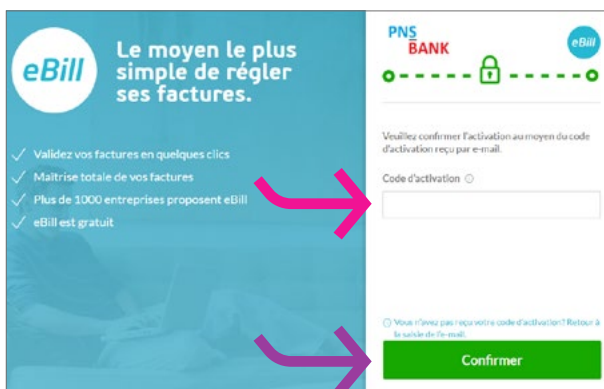 eBill
Le moyen le plus
simple de régler
ses factures.
Validez vos factures en quelques clics
Maîtrise totale de vos factures
Plus de 1000 entreprises proposent eBill
eBill est gratuit
PNS
BANK
eBill
Veuillez confirmer l'activation au moyen du code
d'activation reçu par e-mail.
Code d'activation
Vous n'avez pas reçu votre code d'activation? Retour à
la saisie de l'e-mail.
Confirmer